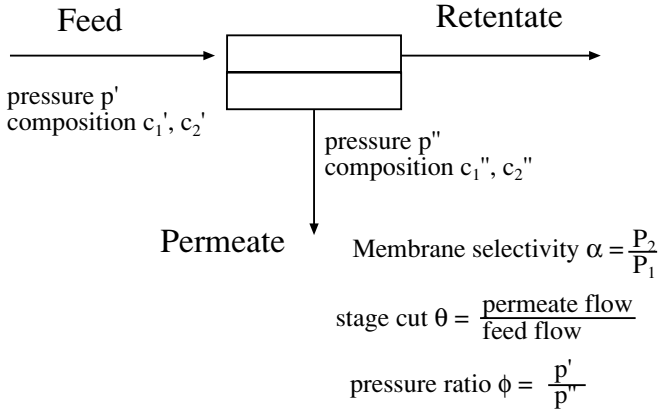 Feed
Retentate
pressure p'
composition c₁', c₂'
pressure p"
composition c₁", c₂"
Permeate
Membrane selectivity α = P₂/P₁
stage cut θ = permeate flow/feed flow
pressure ratio ϕ = p'/p"